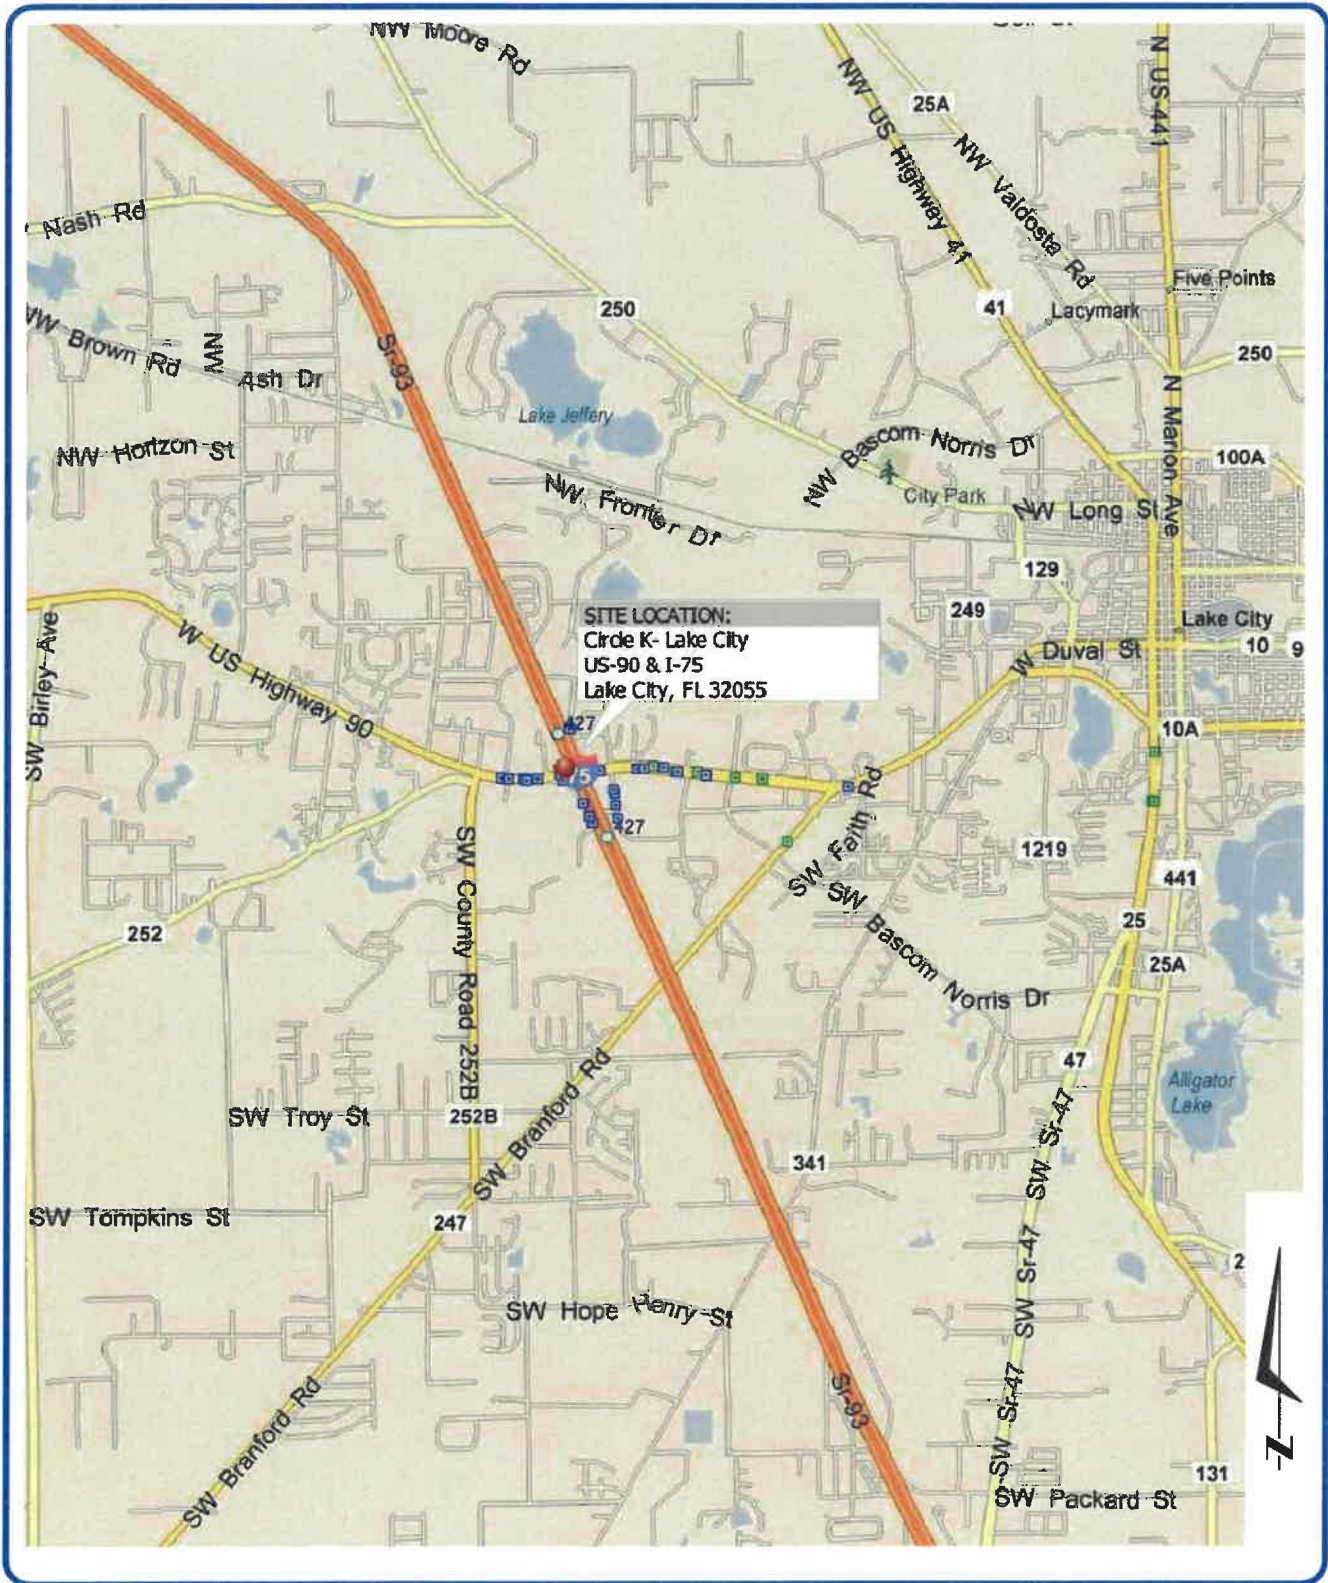 NW Moore Rd
25A
N US-441
NW US Highway 41
NW Valdosta Rd
Nash Rd
Five Points
41
Lacymark
250
250
NW Brown Rd
NW
Ash Dr
Sr-93
Lake Jeffery
N Marion Ave
NW Horizon St
NW Bascom Norris Dr
100A
City Park
NW Frontier Dr
NW Long St
129
249
SITE LOCATION:
Circle K- Lake City
US-90 & I-75
Lake City, FL 32055
Lake City
10
9
W Duval St
SW Birley Ave
W US Highway 90
427
10A
75
427
SW Faith Rd
1219
441
SW County Road 252B
SW Bascom Norris Dr
252
25
25A
47
Alligator
Lake
SW Troy St
252B
SW Branford Rd
341
SW Sr-47
SW Tompkins St
247
SW Sr-47
2
SW Hope Henry St
SW Branford Rd
Sr-93
SW Sr-47
131
SW Packard St
N